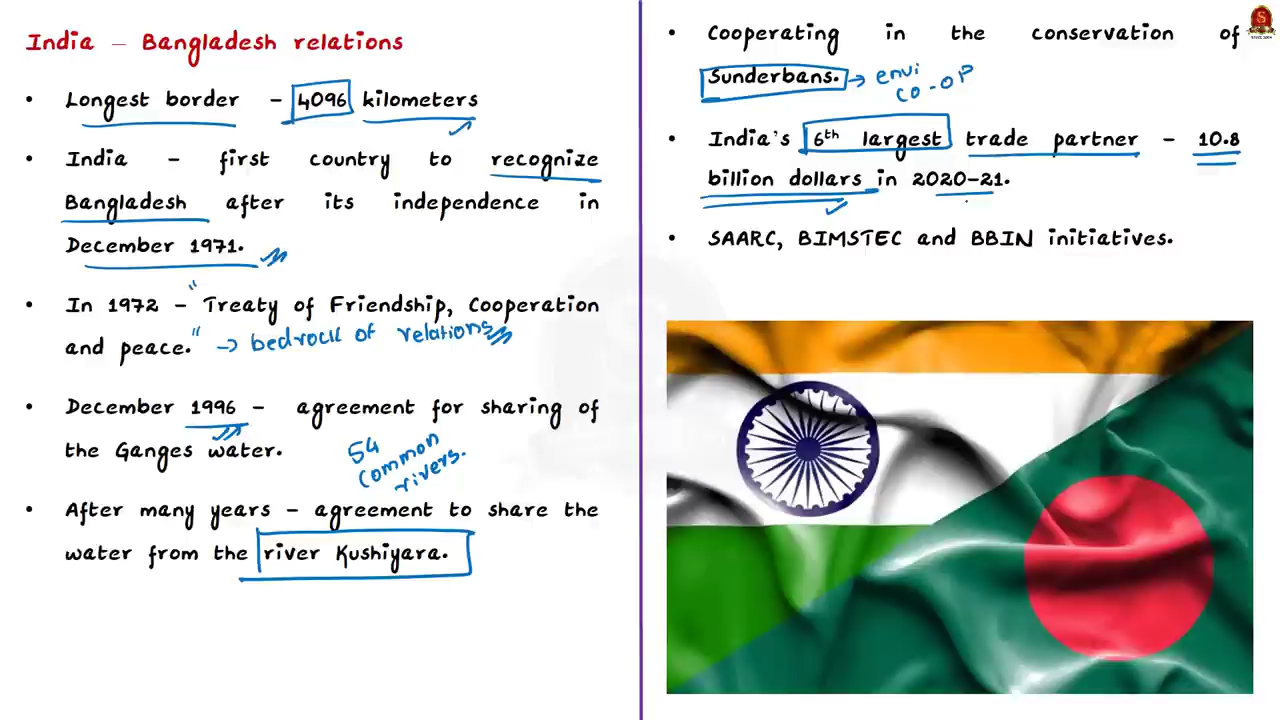 India – Bangladesh relations
• Longest border – 4096 kilometers
• India – first country to recognize
Bangladesh after its independence in
December 1971.
• In 1972 – "Treaty of Friendship, Cooperation
and peace." → bedrock of relations
• December 1996 – agreement for sharing of
the Ganges water.
54
common
rivers.
• After many years – agreement to share the
water from the river Kushiyara.
• Cooperating in the conservation of
Sunderbans. → envi
co-op
• India's 6th largest trade partner – 10.8
billion dollars in 2020-21.
• SAARC, BIMSTEC and BBIN initiatives.